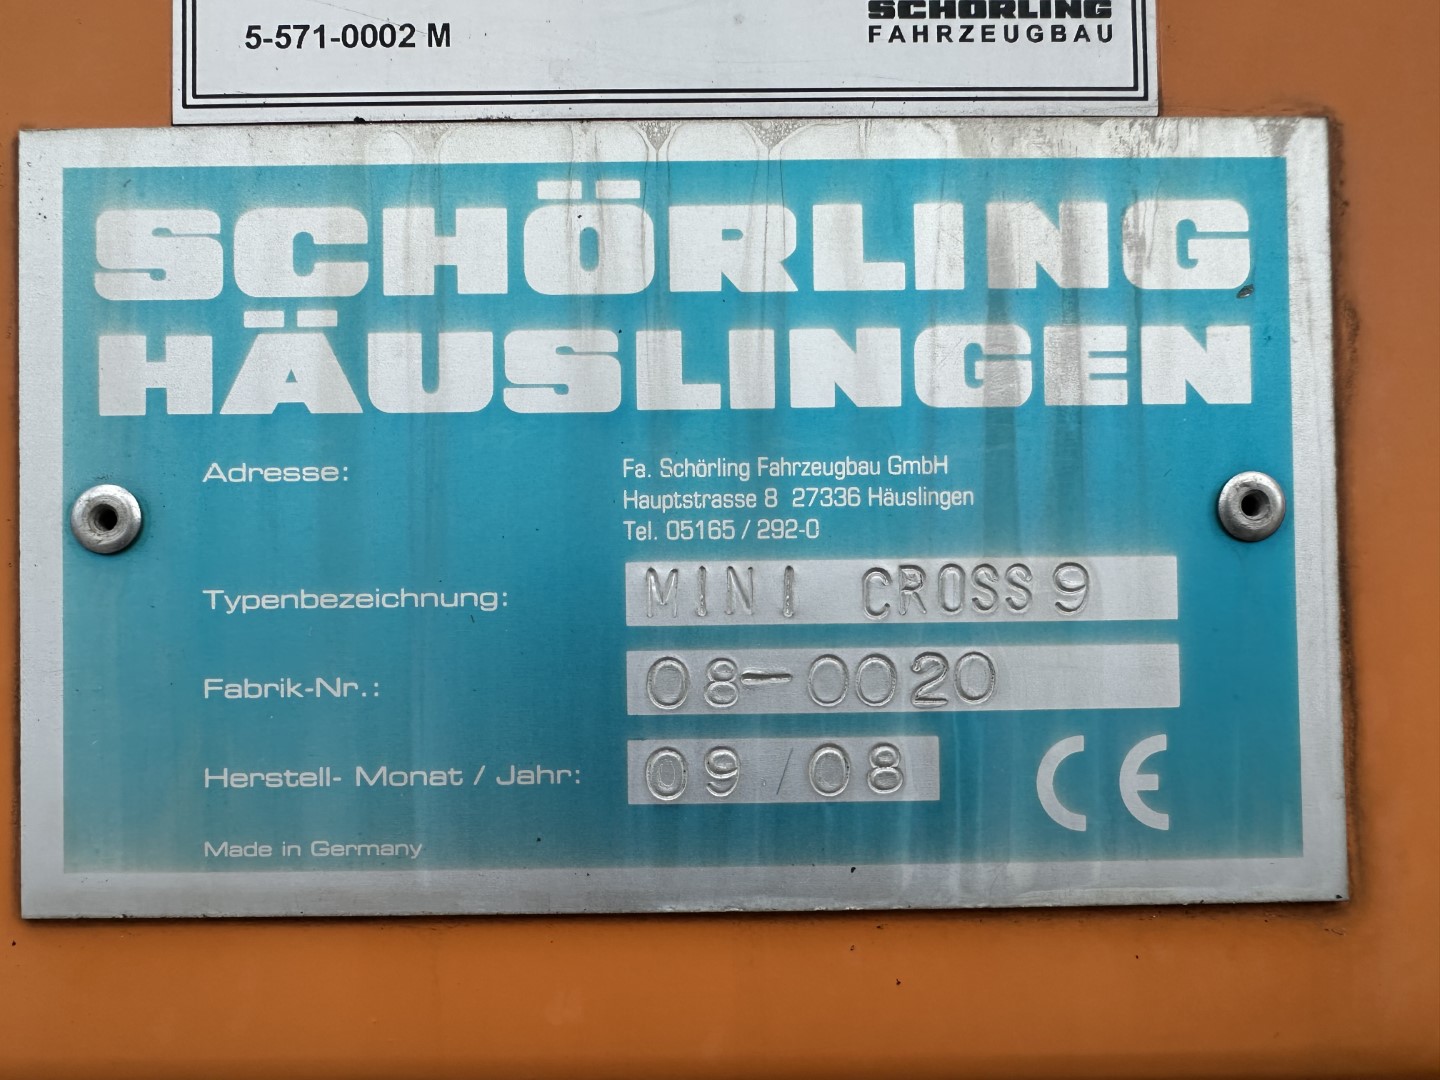 5-571-0002 M
SCHÖRLING
FAHRZEUGBAU
SCHÖRLING
HÄUSLINGEN
Adresse: Fa. Schörling Fahrzeugbau GmbH
Hauptstrasse 8 27336 Häuslingen
Tel. 05165 / 292-0
Typenbezeichnung: MINI CROSS 9
Fabrik-Nr.: 08-0020
Herstell- Monat / Jahr: 09 / 08
CE
Made in Germany